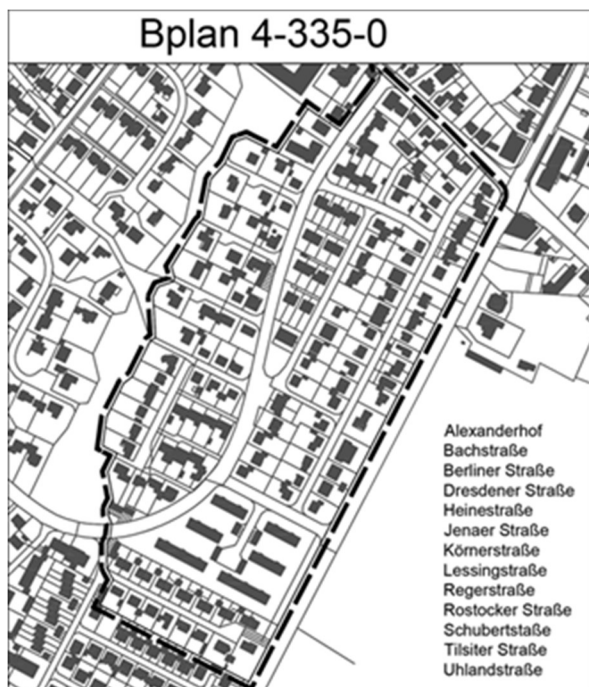 Bplan 4-335-0
Alexanderhof
Bachstraße
Berliner Straße
Dresdener Straße
Heinestraße
Jenaer Straße
Körnerstraße
Lessingstraße
Regerstraße
Rostocker Straße
Schubertstaße
Tilsiter Straße
Uhlandstraße